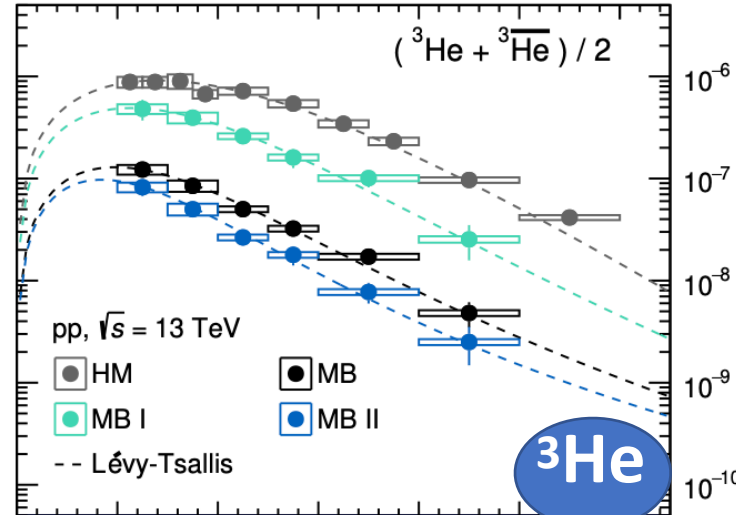 ( ³He + ³H̅e̅ ) / 2
10⁻⁶
10⁻⁷
10⁻⁸
pp, √s = 13 TeV
HM MB
10⁻⁹
MB I MB II
Lévy-Tsallis
³He
10⁻¹⁰